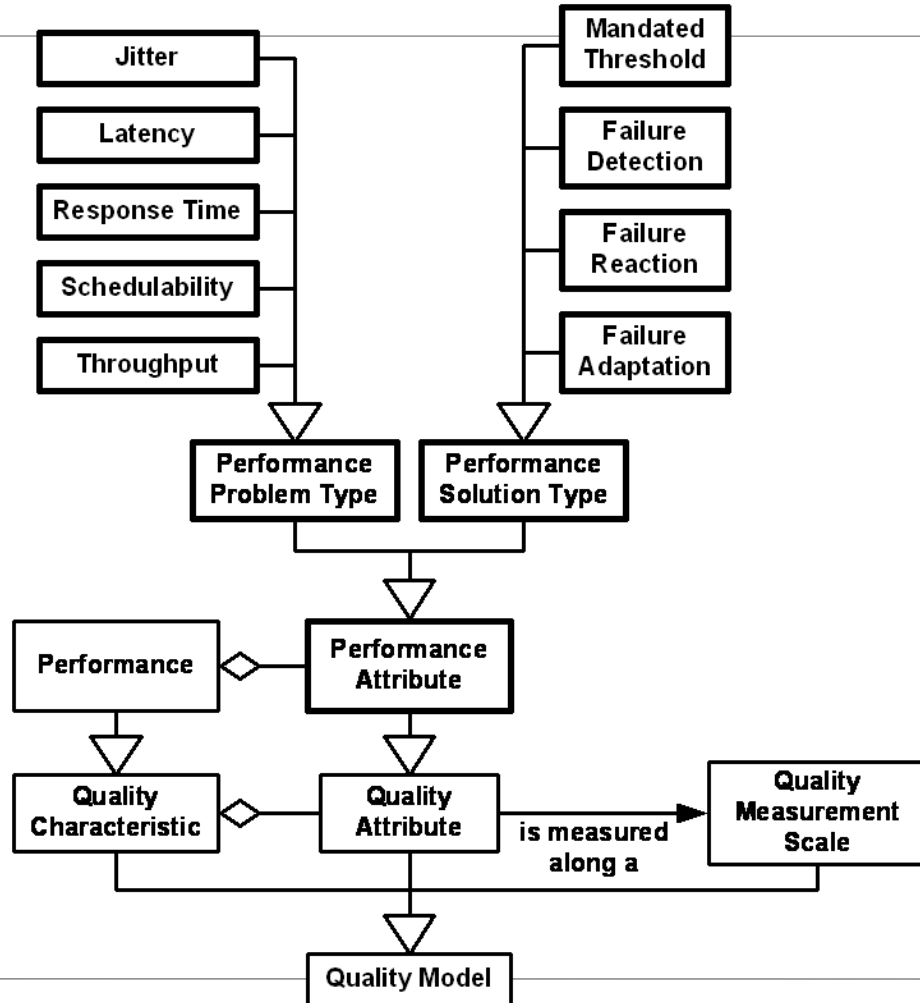 Jitter
Latency
Response Time
Schedulability
Throughput
Mandated
Threshold
Failure
Detection
Failure
Reaction
Failure
Adaptation
Performance
Problem Type
Performance
Solution Type
Performance
Performance
Attribute
Quality
Characteristic
Quality
Attribute
is measured
along a
Quality
Measurement
Scale
Quality Model